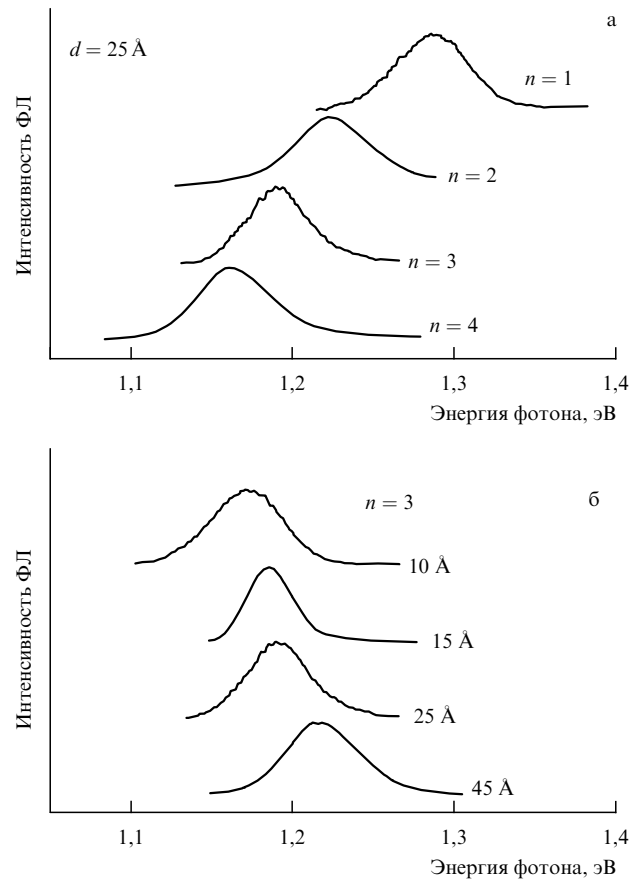 а
d = 25 Å
n = 1
n = 2
n = 3
n = 4
Интенсивность ФЛ
1,1 1,2 1,3 1,4
Энергия фотона, эВ
n = 3
б
10 Å
15 Å
25 Å
45 Å
Интенсивность ФЛ
1,1 1,2 1,3 1,4
Энергия фотона, эВ